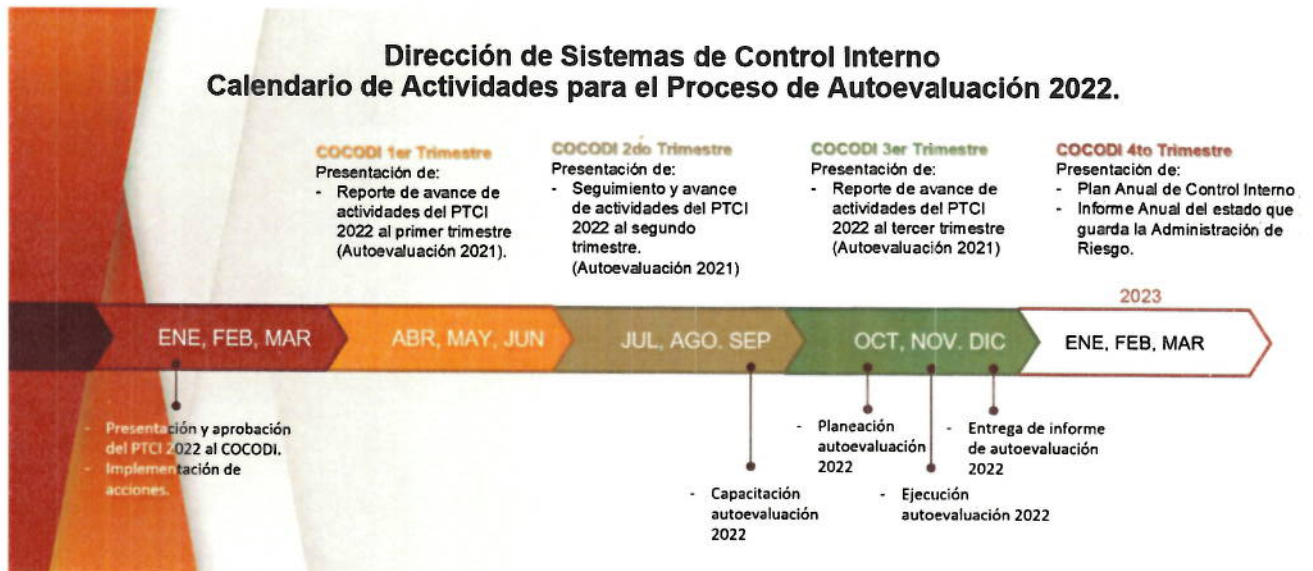 Dirección de Sistemas de Control Interno
Calendario de Actividades para el Proceso de Autoevaluación 2022.
COCODI 1er Trimestre
Presentación de:
- Reporte de avance de
actividades del PTCI
2022 al primer trimestre
(Autoevaluación 2021).
COCODI 2do Trimestre
Presentación de:
- Seguimiento y avance
de actividades del PTCI
2022 al segundo
trimestre.
(Autoevaluación 2021)
COCODI 3er Trimestre
Presentación de:
- Reporte de avance de
actividades del PTCI
2022 al tercer trimestre
(Autoevaluación 2021)
COCODI 4to Trimestre
Presentación de:
- Plan Anual de Control Interno
- Informe Anual del estado que
guarda la Administración de
Riesgo.
2023
ENE, FEB, MAR
ABR, MAY, JUN
JUL, AGO. SEP
OCT, NOV. DIC
ENE, FEB, MAR
- Presentación y aprobación
del PTCI 2022 al COCODI.
- Implementación de
acciones.
- Capacitación
autoevaluación
2022
- Planeación
autoevaluación
2022
- Ejecución
autoevaluación 2022
- Entrega de informe
de autoevaluación
2022